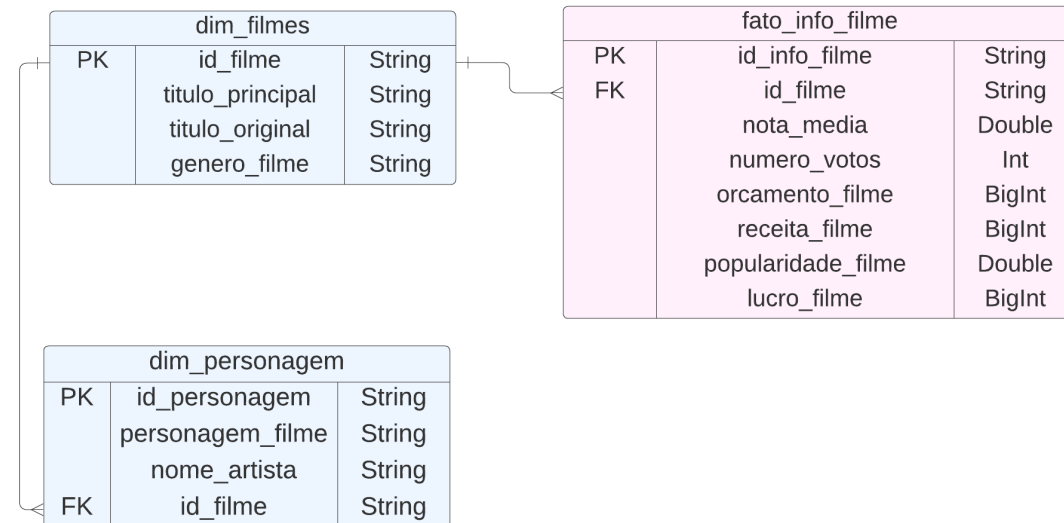 dim_filmes
PK id_filme String
titulo_principal String
titulo_original String
genero_filme String
fato_info_filme
PK id_info_filme String
FK id_filme String
nota_media Double
numero_votos Int
orcamento_filme BigInt
receita_filme BigInt
popularidade_filme Double
lucro_filme BigInt
dim_personagem
PK id_personagem String
personagem_filme String
nome_artista String
FK id_filme String